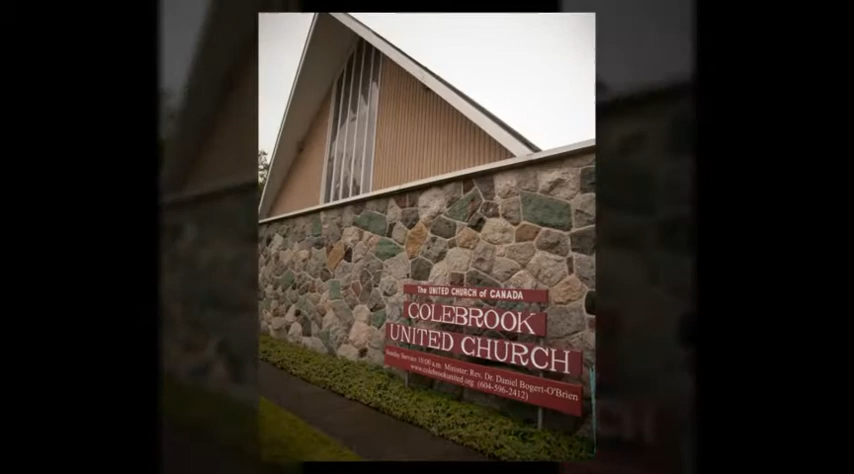 The UNITED CHURCH of CANADA
COLEBROOK
UNITED CHURCH
Sunday Service 10:00 a.m. Minister: Rev. Dr. Daniel Bogert-O'Brien
www.colebrookunited.org (604-596-2412)